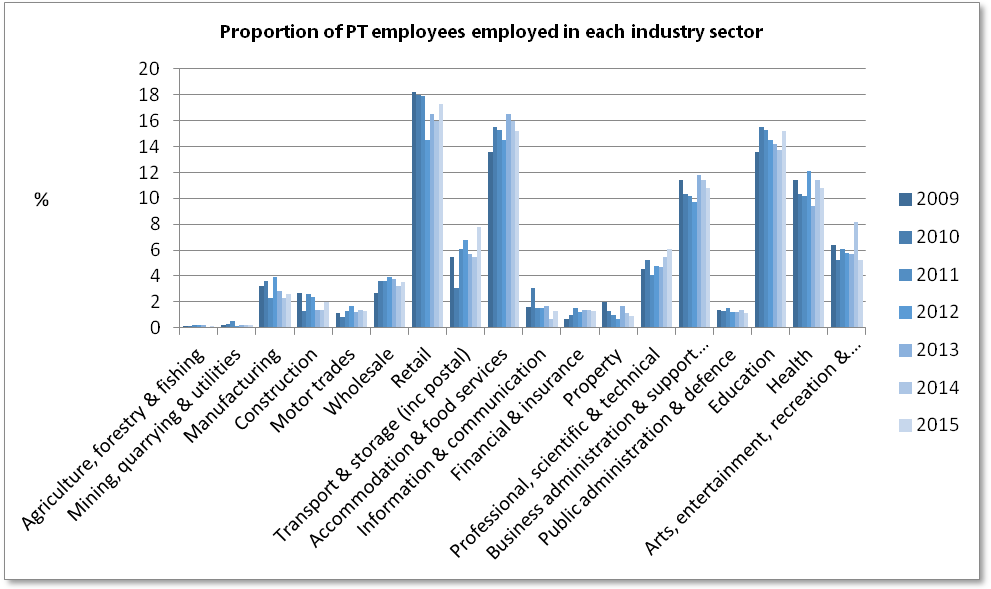 Proportion of PT employees employed in each industry sector
20
18
16
14
12
10
8
6
4
2
0
%
Agriculture, forestry & fishing
Mining, quarrying & utilities
Manufacturing
Construction
Motor trades
Wholesale
Retail
Transport & storage (inc postal)
Accommodation & food services
Information & communication
Financial & insurance
Property
Professional, scientific & technical
Business administration & support...
Public administration & defence
Education
Health
Arts, entertainment, recreation &...
2009
2010
2011
2012
2013
2014
2015